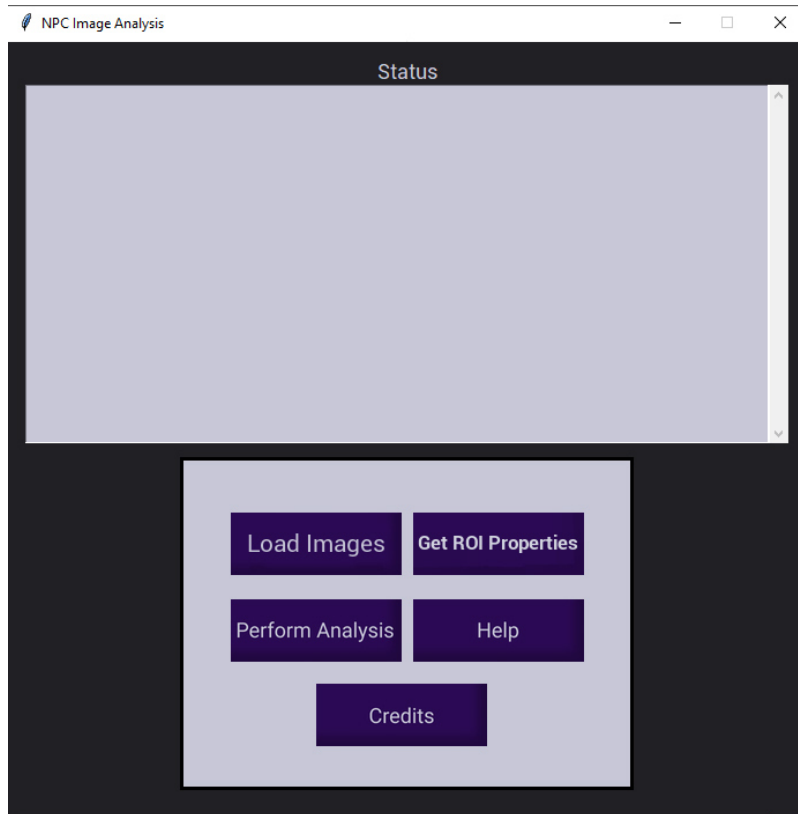 NPC Image Analysis
Status
Load Images
Get ROI Properties
Perform Analysis
Help
Credits